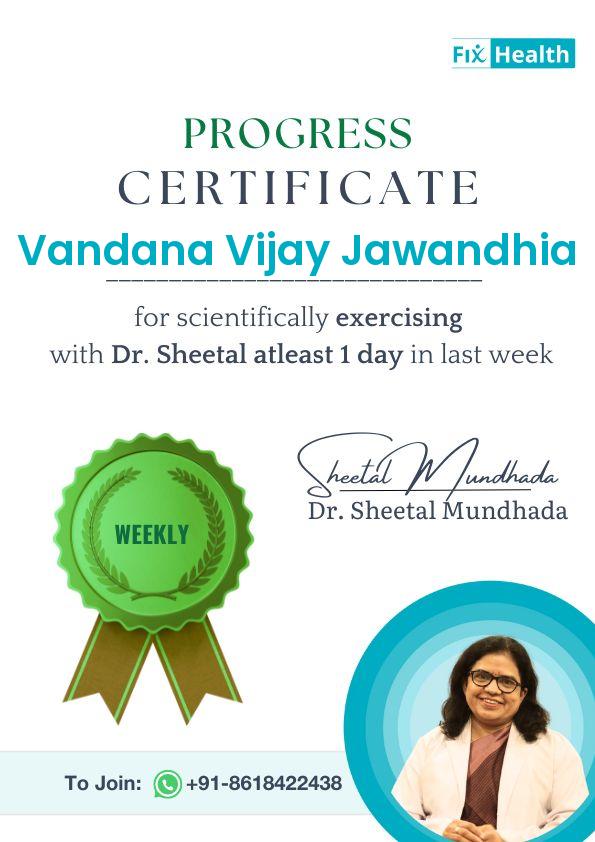 Fix Health
PROGRESS
CERTIFICATE
Vandana Vijay Jawandhia
for scientifically exercising
with Dr. Sheetal atleast 1 day in last week
WEEKLY
Sheetal Mundhada
Dr. Sheetal Mundhada
To Join: +91-8618422438